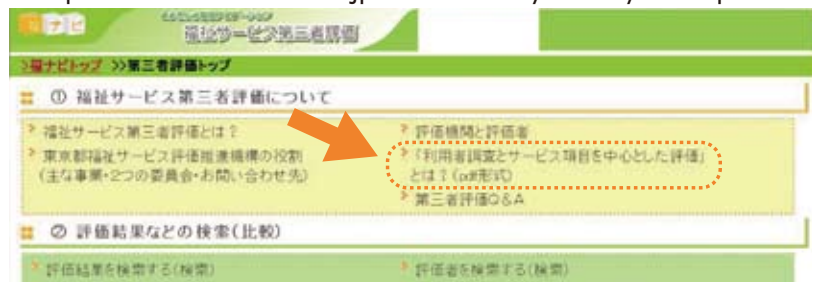 福ナビ
福祉サービス第三者評価
>福ナビトップ >>第三者評価トップ
① 福祉サービス第三者評価について
福祉サービス第三者評価とは?
東京都福祉サービス評価推進機構の役割
(主な事業・2つの委員会・お問い合わせ先)
評価機関と評価者
「利用者調査とサービス項目を中心とした評価」
とは?(pdf形式)
第三者評価Q&A
② 評価結果などの検索(比較)
評価結果を検索する(検索)
評価者を検索する(検索)